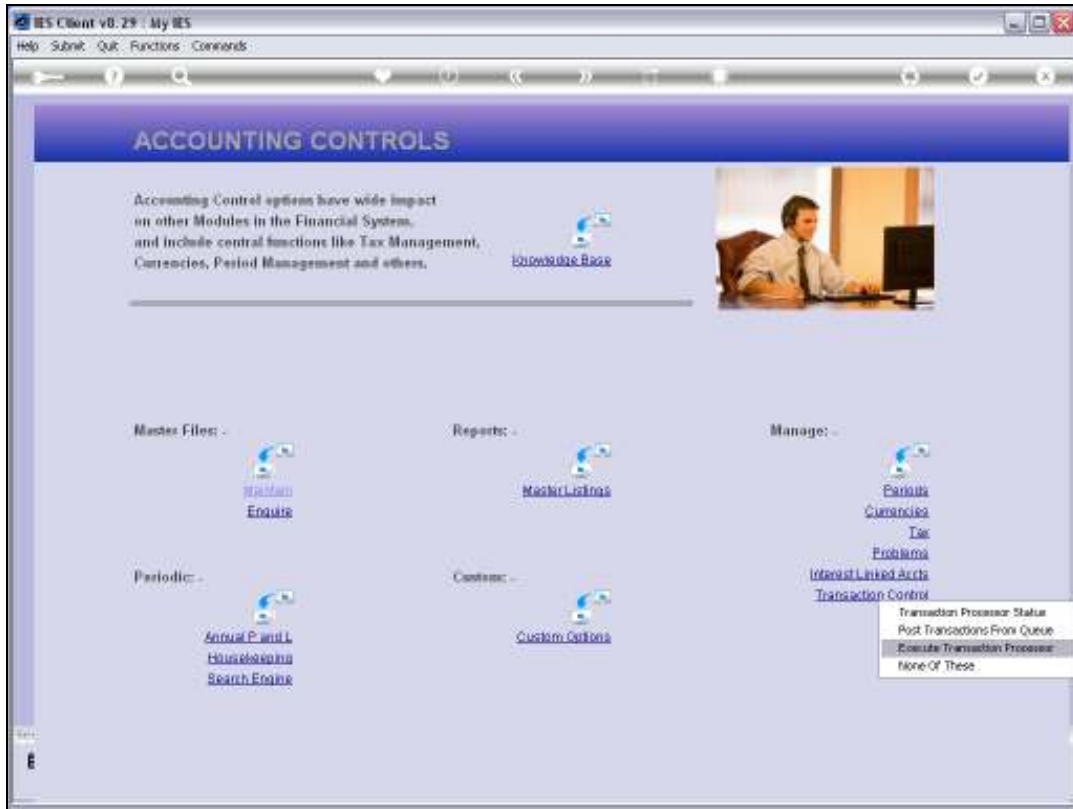 IES Client v8.29 : My IES
Help Submit Quit Functions Commands
ACCOUNTING CONTROLS
Accounting Control options have wide impact
on other Modules in the Financial System,
and include central functions like Tax Management,
Currencies, Period Management and others.
Knowledge Base
Master Files: -
Maintain
Enquire
Reports: -
Master Listings
Manage: -
Periods
Currencies
Tax
Problems
Interest Linked Accts
Transaction Control
Transaction Processor Status
Post Transactions From Queue
Execute Transaction Processor
None Of These
Periodic: -
Annual P and L
Housekeeping
Search Engine
Custom: -
Custom Options